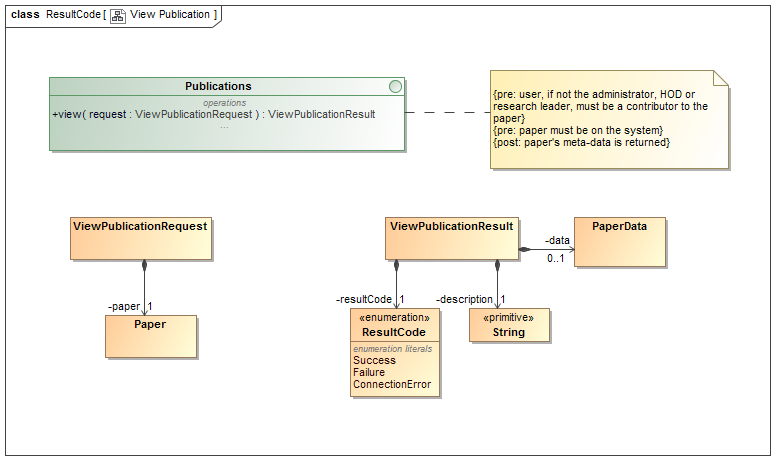 class ResultCode [ View Publication ]
Publications
operations
+view( request : ViewPublicationRequest ) : ViewPublicationResult
...
{pre: user, if not the administrator, HOD or
research leader, must be a contributor to the
paper}
{pre: paper must be on the system}
{post: paper's meta-data is returned}
ViewPublicationRequest
ViewPublicationResult
PaperData
-data
0..1
-paper 1
-resultCode 1
-description 1
Paper
«enumeration»
ResultCode
enumeration literals
Success
Failure
ConnectionError
«primitive»
String